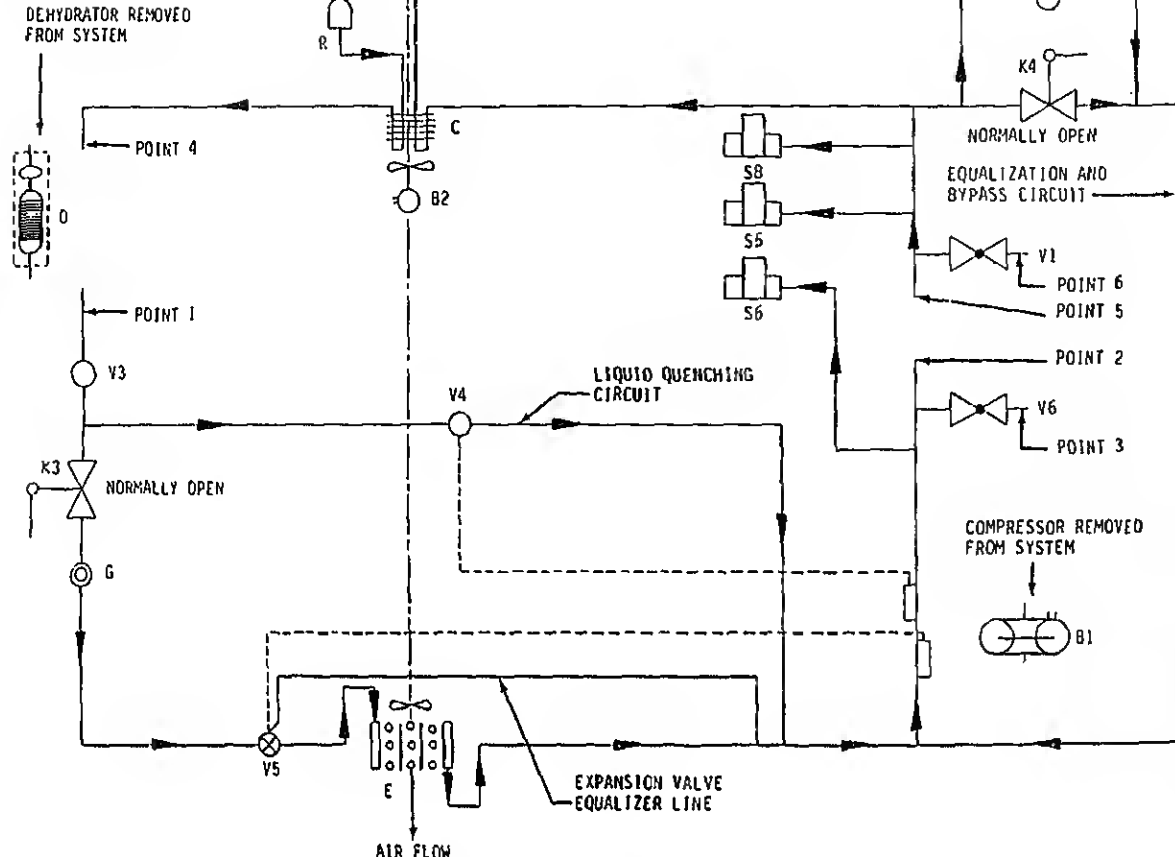 DEHYDRATOR REMOVED
FROM SYSTEM
R
K4
C
POINT 4
NORMALLY OPEN
S8
EQUALIZATION AND
BYPASS CIRCUIT
B2
D
S5
V1
POINT 6
S6
POINT 5
POINT 1
POINT 2
V3
LIQUID QUENCHING
CIRCUIT
V4
V6
POINT 3
K3
NORMALLY OPEN
COMPRESSOR REMOVED
FROM SYSTEM
G
B1
V5
E
EXPANSION VALVE
EQUALIZER LINE
AIR FLOW